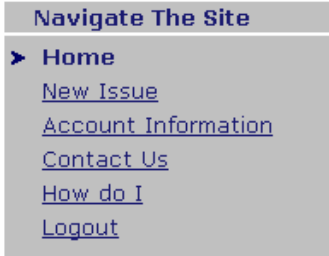 Navigate The Site
Home
New Issue
Account Information
Contact Us
How do I
Logout